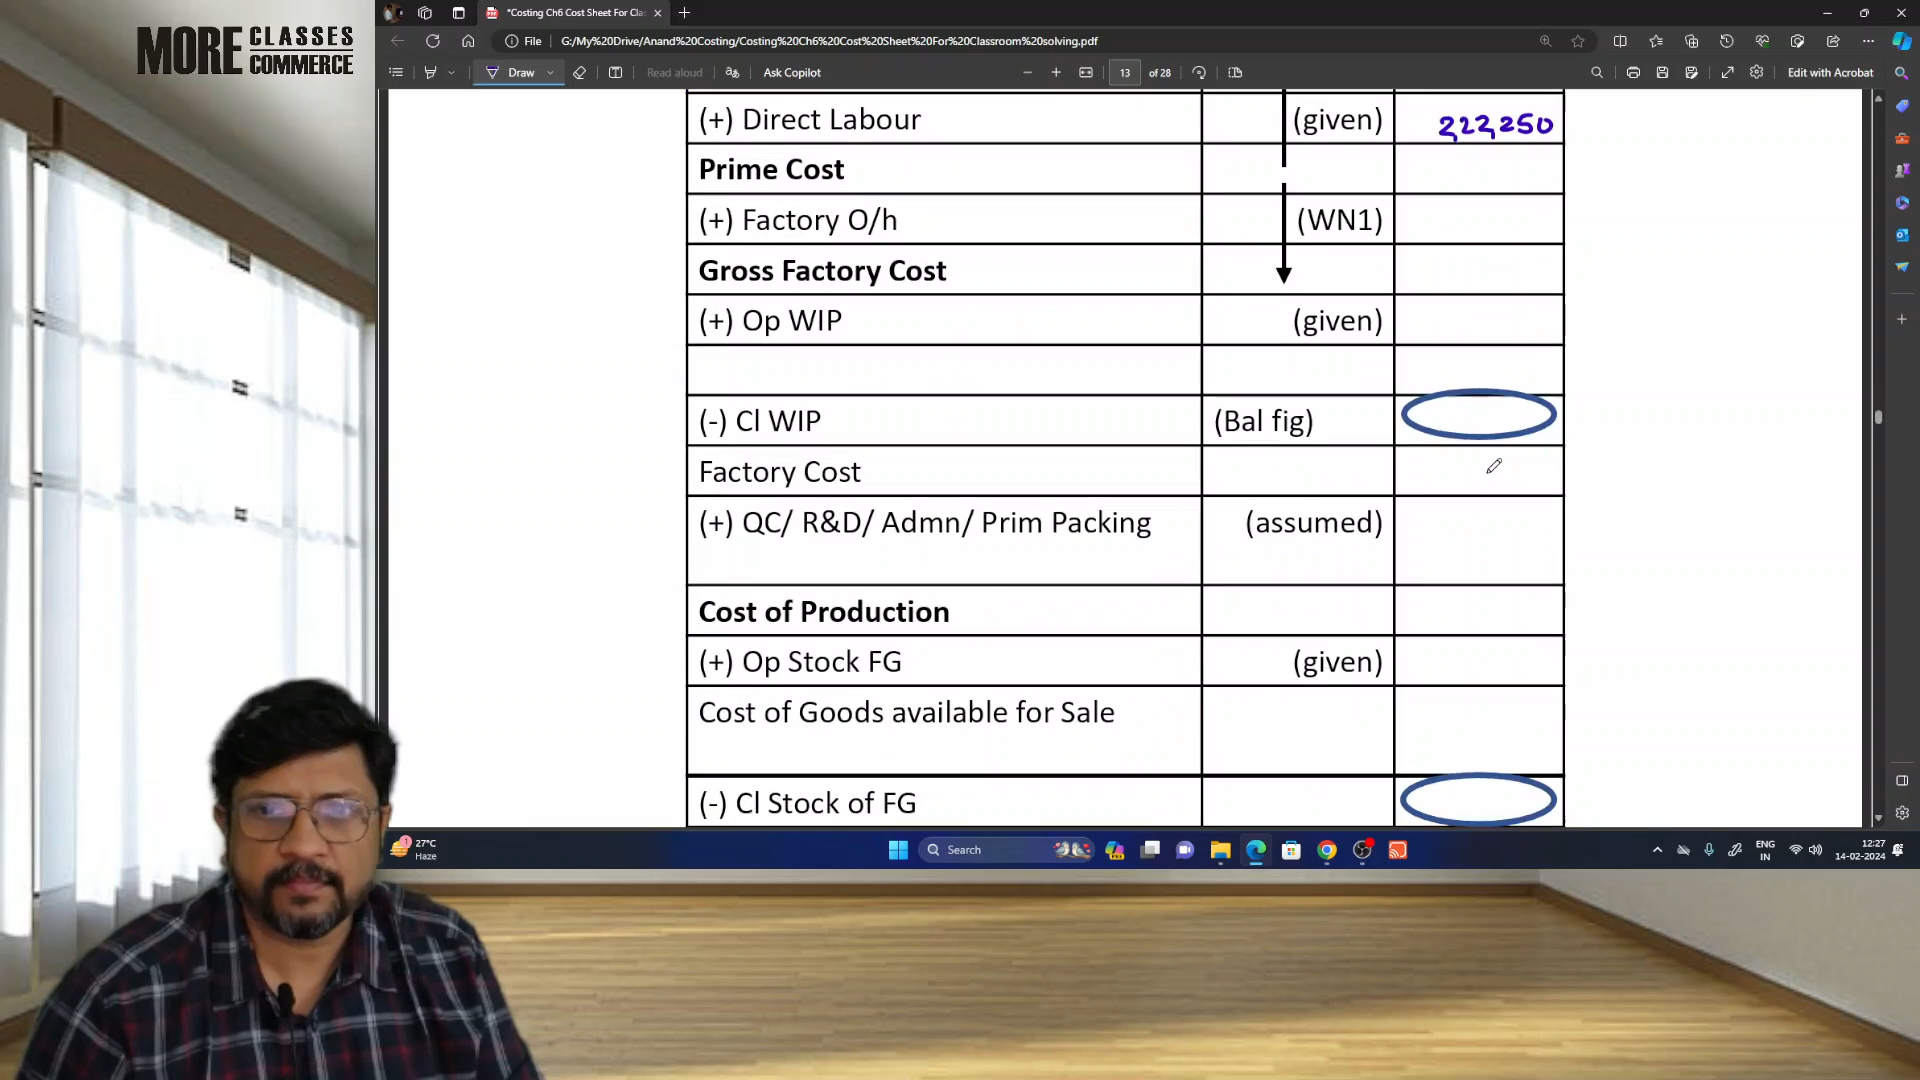 MORE CLASSES COMMERCE
*Costing Ch6 Cost Sheet For Cla
File G:/My%20Drive/Anand%20Costing/Costing%20Ch6%20Cost%20Sheet%20For%20Classroom%20solving.pdf
Draw Read aloud Ask Copilot 13 of 28 Edit with Acrobat
(+) Direct Labour (given) 2,22,250
Prime Cost
(+) Factory O/h (WN1)
Gross Factory Cost
(+) Op WIP (given)
(-) Cl WIP (Bal fig)
Factory Cost
(+) QC/ R&D/ Admn/ Prim Packing (assumed)
Cost of Production
(+) Op Stock FG (given)
Cost of Goods available for Sale
(-) Cl Stock of FG
27°C
Haze
Search
ENG
IN
12:27
14-02-2024